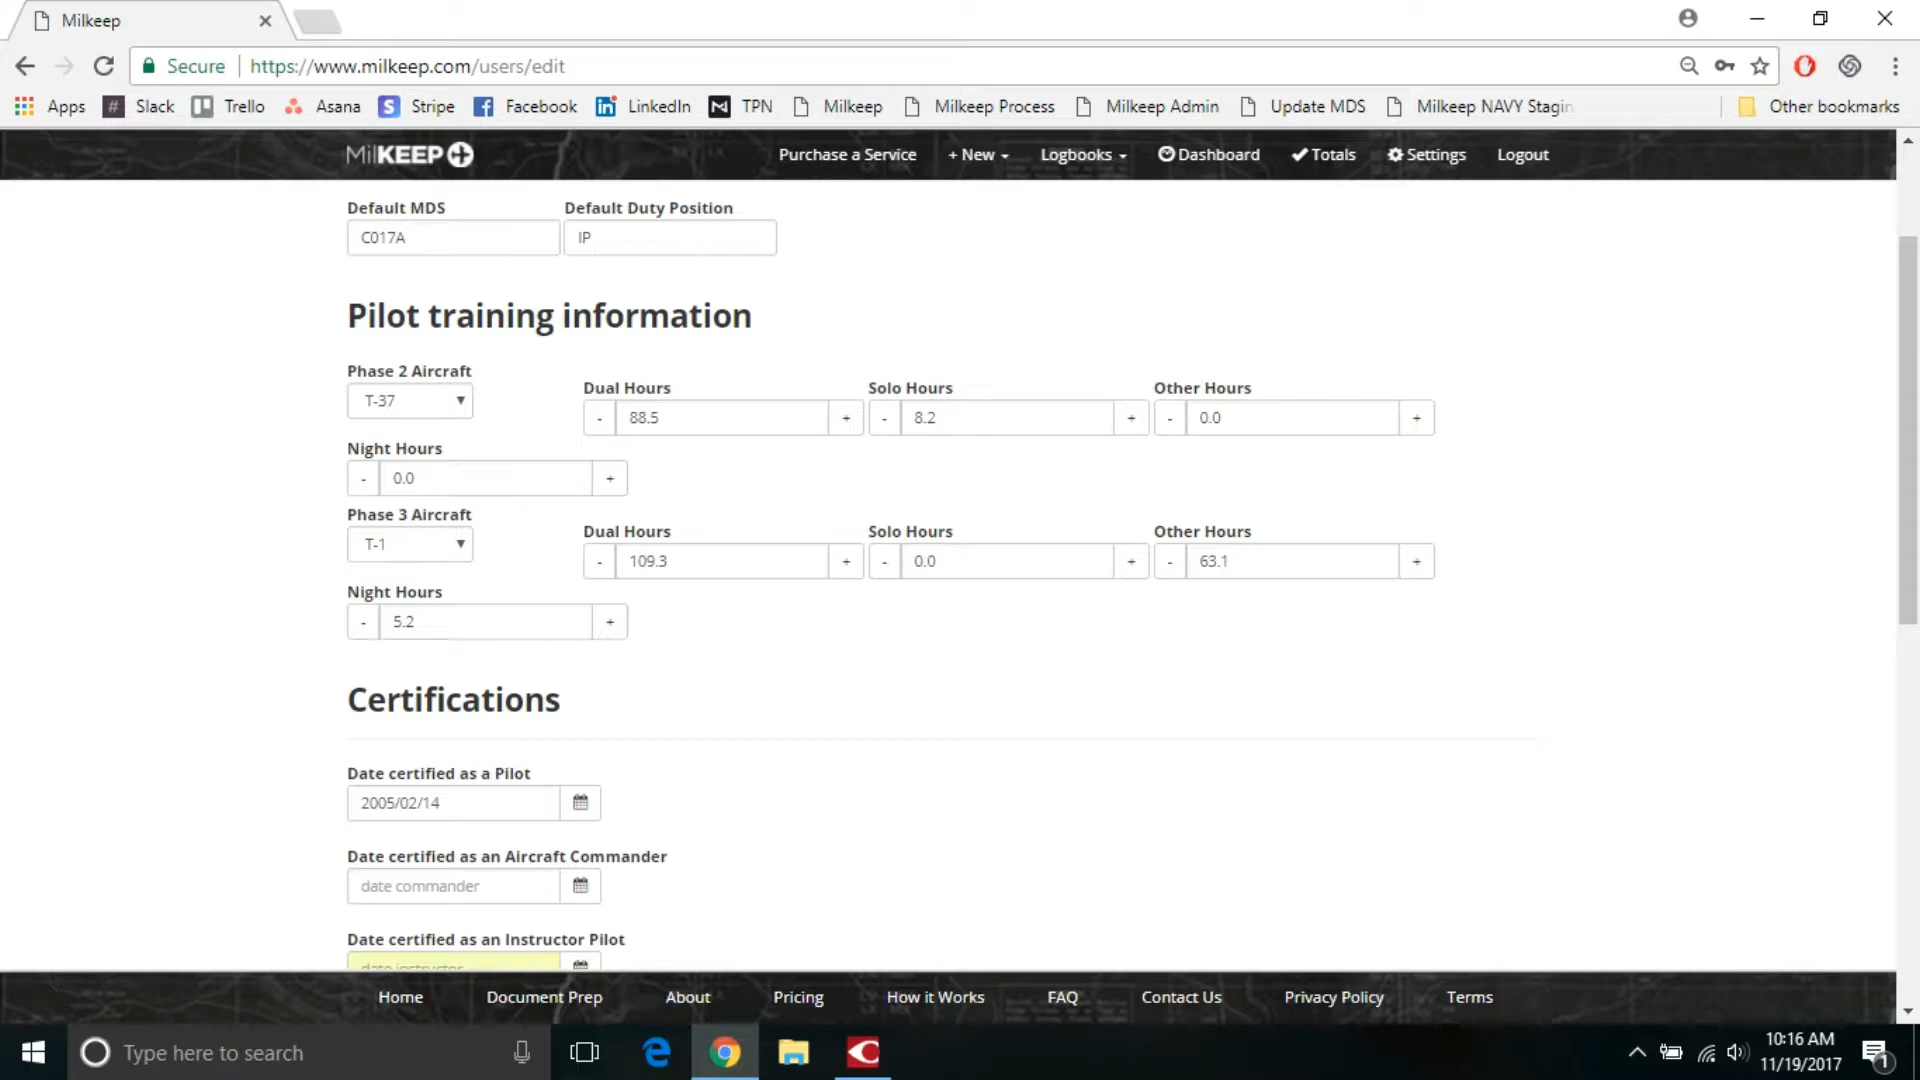 Milkeep
Secure | https://www.milkeep.com/users/edit
Apps # Slack Trello Asana S Stripe Facebook LinkedIn TPN Milkeep Milkeep Process Milkeep Admin Update MDS Milkeep NAVY Stagin Other bookmarks
MilKEEP Purchase a Service + New Logbooks Dashboard Totals Settings Logout
Default MDS Default Duty Position
C017A IP
Pilot training information
Phase 2 Aircraft Dual Hours Solo Hours Other Hours
T-37 - 88.5 + - 8.2 + - 0.0 +
Night Hours
- 0.0 +
Phase 3 Aircraft Dual Hours Solo Hours Other Hours
T-1 - 109.3 + - 0.0 + - 63.1 +
Night Hours
- 5.2 +
Certifications
Date certified as a Pilot
2005/02/14
Date certified as an Aircraft Commander
date commander
Date certified as an Instructor Pilot
date instructor
Home Document Prep About Pricing How it Works FAQ Contact Us Privacy Policy Terms
Type here to search
10:16 AM
11/19/2017
1